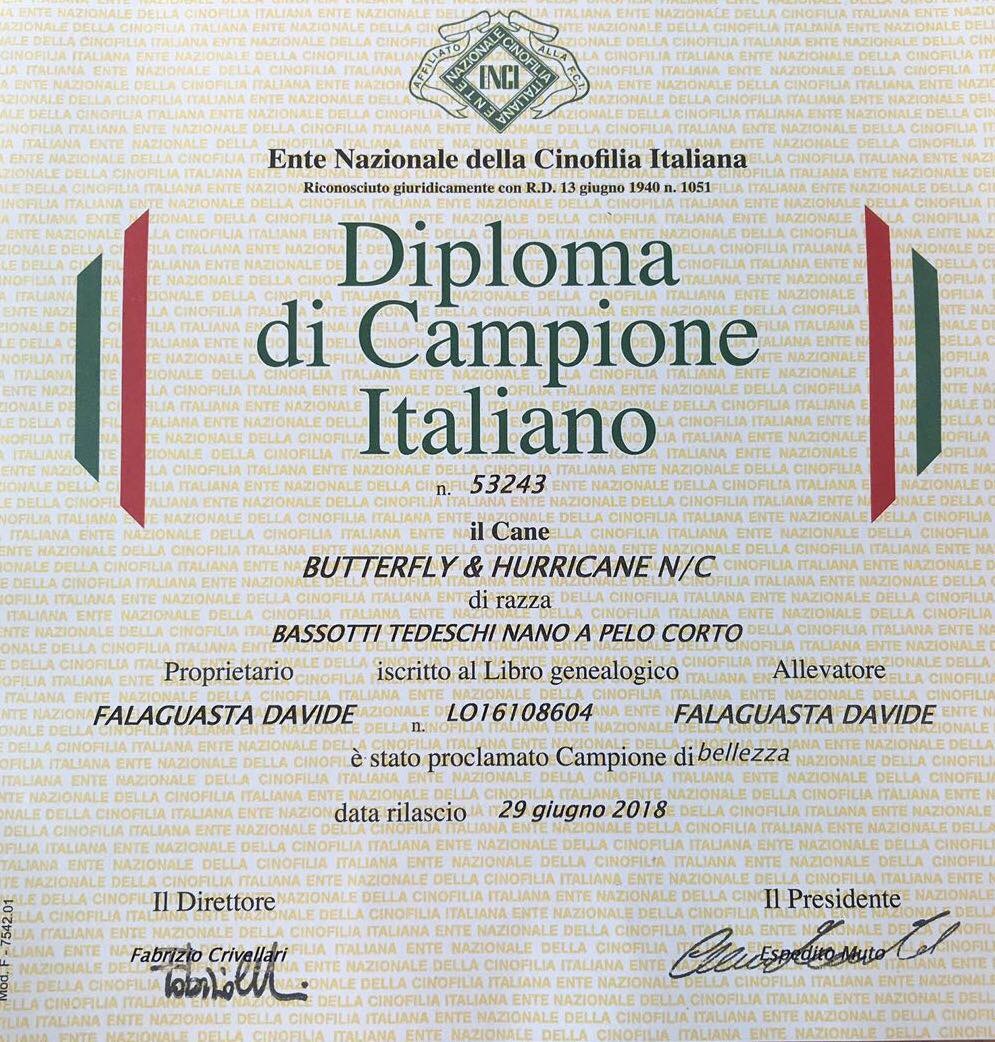 AFFILIATO ALLA F.C.I.
ENTE NAZIONALE CINOFILIA ITALIANA
ENCI
Ente Nazionale della Cinofilia Italiana
Riconosciuto giuridicamente con R.D. 13 giugno 1940 n. 1051
Diploma
di Campione
Italiano
n. 53243
il Cane
BUTTERFLY & HURRICANE N/C
di razza
BASSOTTI TEDESCHI NANO A PELO CORTO
Proprietario iscritto al Libro genealogico Allevatore
FALAGUASTA DAVIDE n. LO16108604 FALAGUASTA DAVIDE
è stato proclamato Campione di bellezza
data rilascio 29 giugno 2018
Il Direttore Il Presidente
Fabrizio Crivellari Espedito Muto
Mod. F - 7542.01